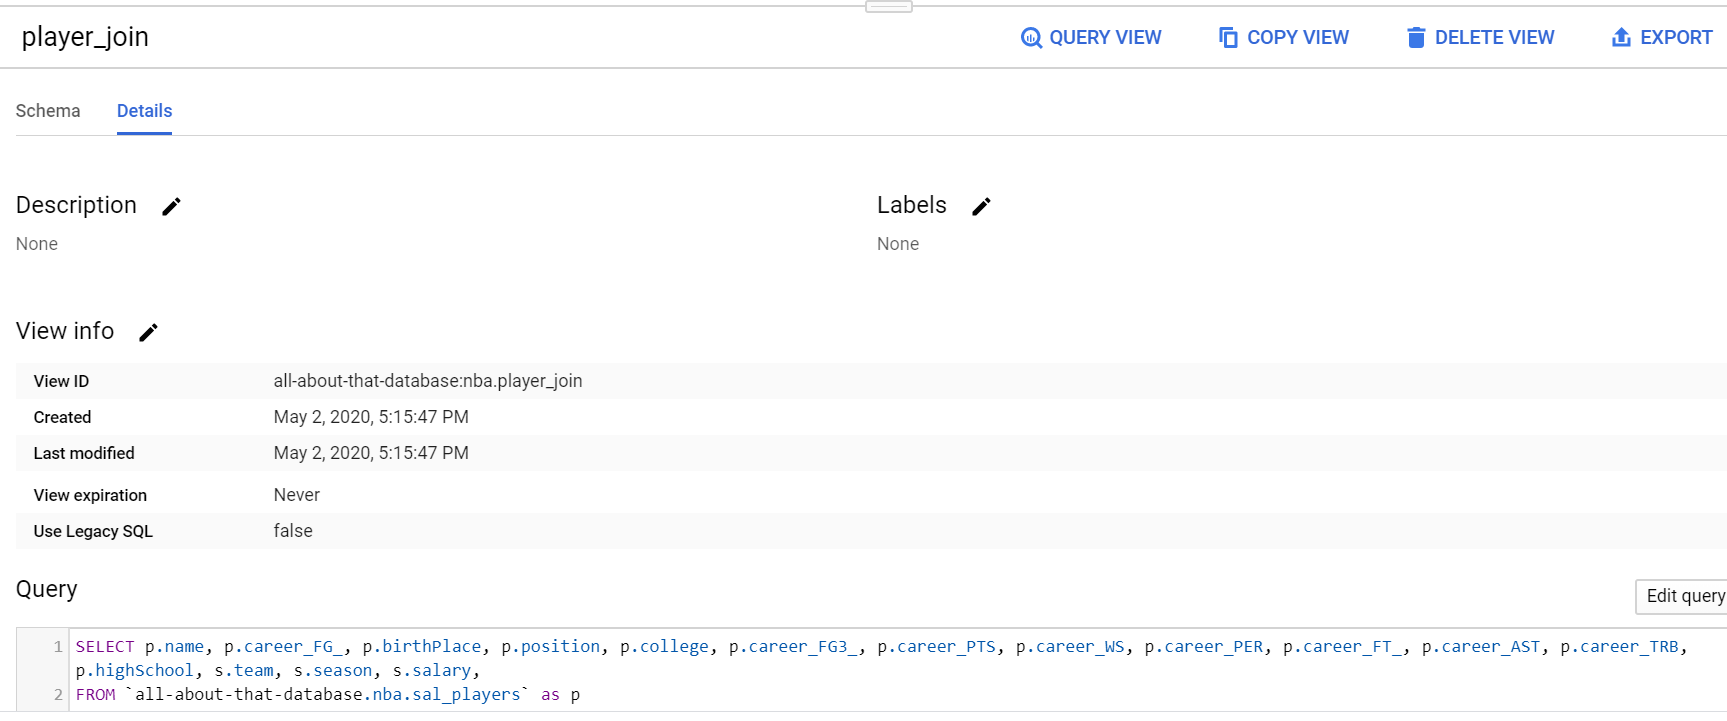 player_join
QUERY VIEW
COPY VIEW
DELETE VIEW
EXPORT
Schema
Details
Description
None
Labels
None
View info
View ID all-about-that-database:nba.player_join
Created May 2, 2020, 5:15:47 PM
Last modified May 2, 2020, 5:15:47 PM
View expiration Never
Use Legacy SQL false
Query
Edit query
1 SELECT p.name, p.career_FG_, p.birthPlace, p.position, p.college, p.career_FG3_, p.career_PTS, p.career_WS, p.career_PER, p.career_FT_, p.career_AST, p.career_TRB,
p.highSchool, s.team, s.season, s.salary,
2 FROM `all-about-that-database.nba.sal_players` as p